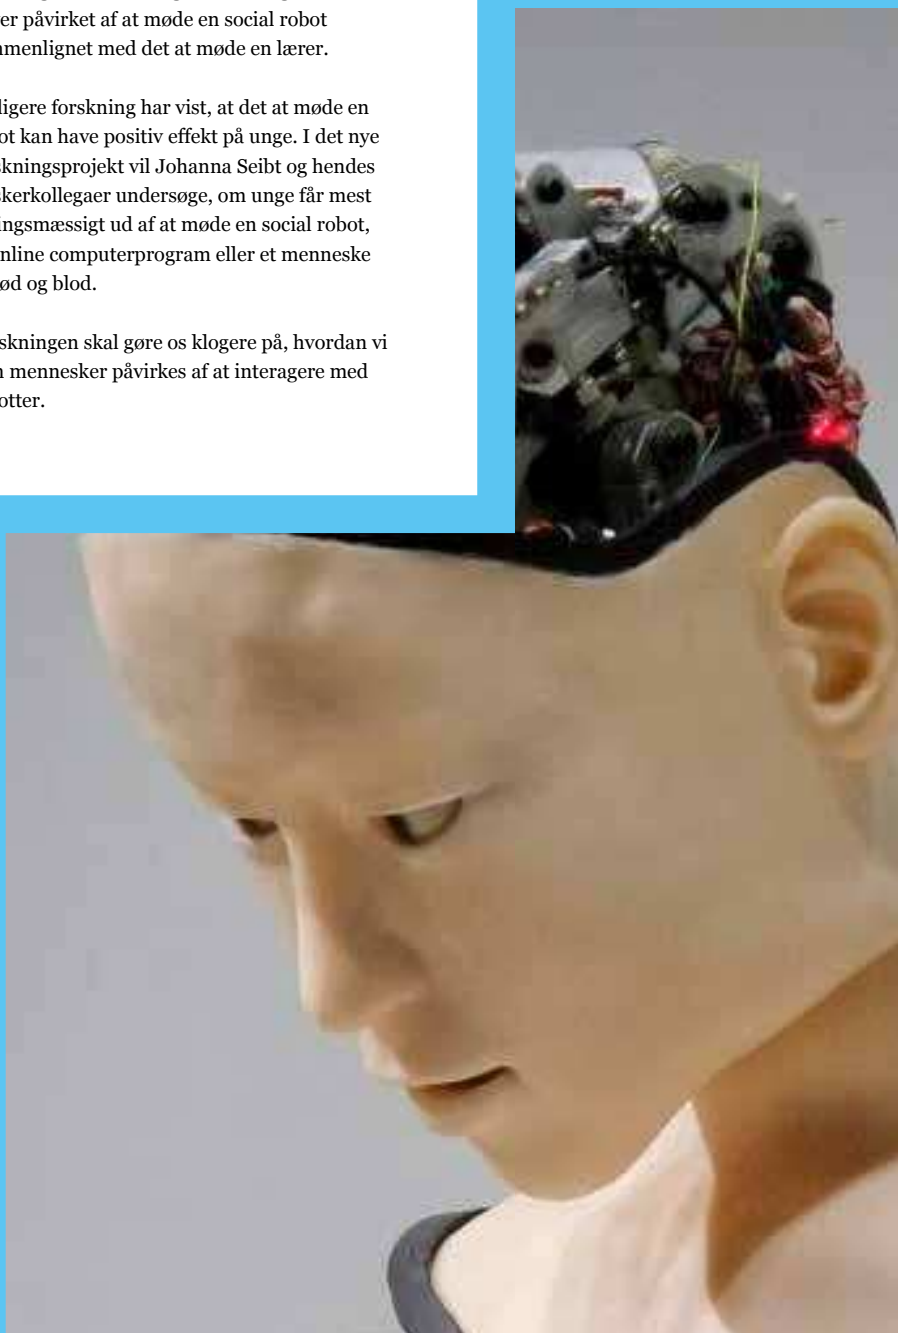 er påvirket af at møde en social robot
menlignet med det at møde en lærer.
ligere forskning har vist, at det at møde en
ot kan have positiv effekt på unge. I det nye
skningsprojekt vil Johanna Seibt og hendes
skerkollegaer undersøge, om unge får mest
ingsmæssigt ud af at møde en social robot,
nline computerprogram eller et menneske
ød og blod.
skningen skal gøre os klogere på, hvordan vi
mennesker påvirkes af at interagere med
otter.